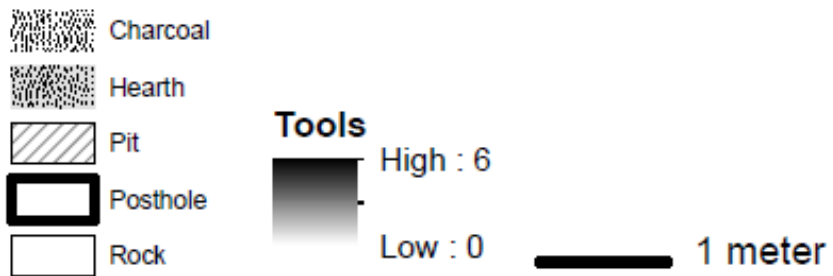 Charcoal
Hearth
Pit
Posthole
Rock
Tools
High : 6
Low : 0
1 meter